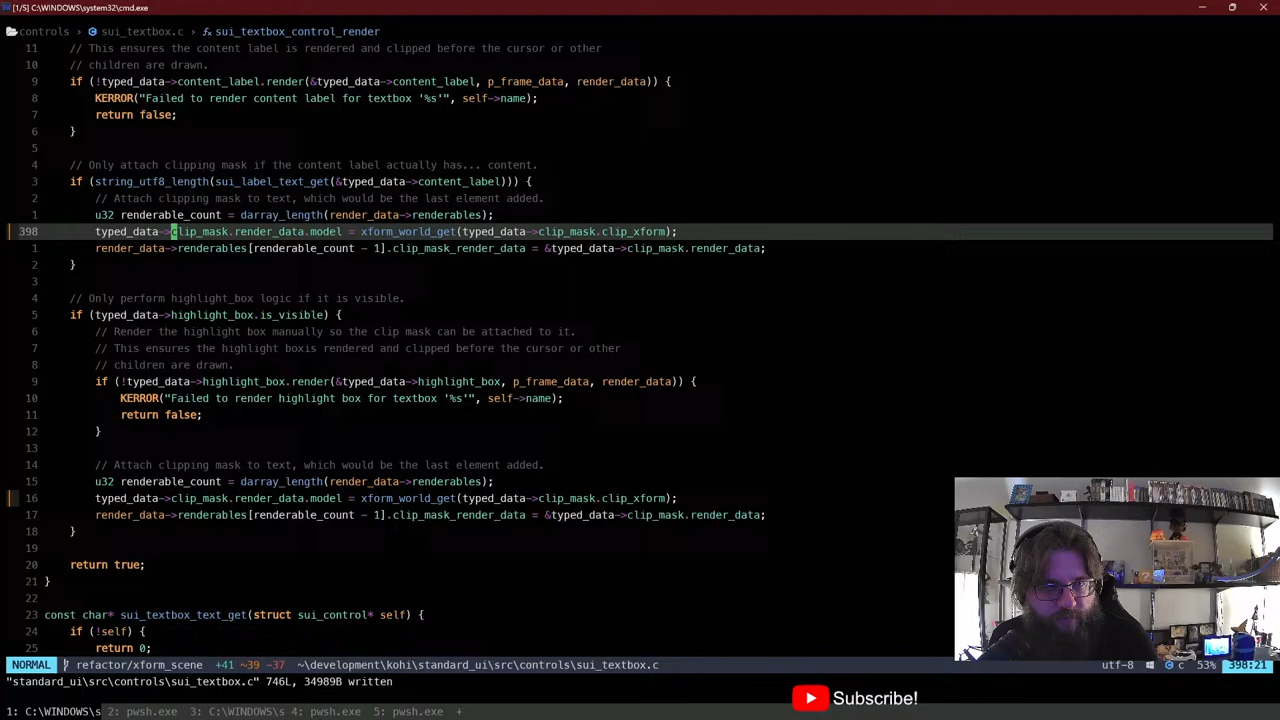 [1/5] C:\WINDOWS\system32\cmd.exe
controls › C sui_textbox.c › fx sui_textbox_control_render
11 // This ensures the content label is rendered and clipped before the cursor or other
10 // children are drawn.
9 if (!typed_data->content_label.render(&typed_data->content_label, p_frame_data, render_data)) {
8 KERROR("Failed to render content label for textbox '%s'", self->name);
7 return false;
6 }
5
4 // Only attach clipping mask if the content label actually has... content.
3 if (string_utf8_length(sui_label_text_get(&typed_data->content_label))) {
2 // Attach clipping mask to text, which would be the last element added.
1 u32 renderable_count = darray_length(render_data->renderables);
398 typed_data->clip_mask.render_data.model = xform_world_get(typed_data->clip_mask.clip_xform);
1 render_data->renderables[renderable_count - 1].clip_mask_render_data = &typed_data->clip_mask.render_data;
2 }
3
4 // Only perform highlight_box logic if it is visible.
5 if (typed_data->highlight_box.is_visible) {
6 // Render the highlight box manually so the clip mask can be attached to it.
7 // This ensures the highlight boxis rendered and clipped before the cursor or other
8 // children are drawn.
9 if (!typed_data->highlight_box.render(&typed_data->highlight_box, p_frame_data, render_data)) {
10 KERROR("Failed to render highlight box for textbox '%s'", self->name);
11 return false;
12 }
13
14 // Attach clipping mask to text, which would be the last element added.
15 u32 renderable_count = darray_length(render_data->renderables);
16 typed_data->clip_mask.render_data.model = xform_world_get(typed_data->clip_mask.clip_xform);
17 render_data->renderables[renderable_count - 1].clip_mask_render_data = &typed_data->clip_mask.render_data;
18 }
19
20 return true;
21 }
22
23 const char* sui_textbox_text_get(struct sui_control* self) {
24 if (!self) {
25 return 0;
NORMAL refactor/xform_scene +41 ~39 -37 ~\development\kohi\standard_ui\src\controls\sui_textbox.c utf-8 C c 53% 398:21
"standard_ui\src\controls\sui_textbox.c" 746L, 34989B written
Subscribe!
1: C:\WINDOWS\s 2: pwsh.exe 3: C:\WINDOWS\s 4: pwsh.exe 5: pwsh.exe +